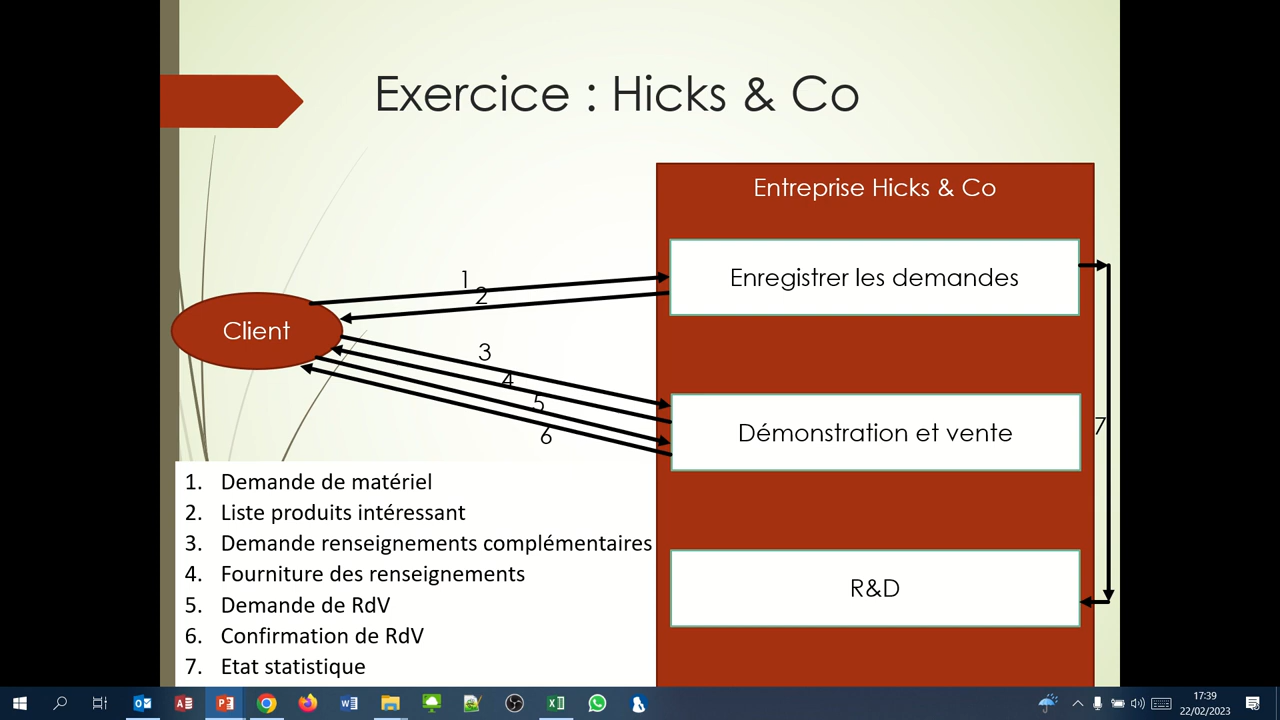 Exercice : Hicks & Co
Entreprise Hicks & Co
Enregistrer les demandes
1
2
Client
3
4
5
6
Démonstration et vente
7
R&D
1. Demande de matériel
2. Liste produits intéressant
3. Demande renseignements complémentaires
4. Fourniture des renseignements
5. Demande de RdV
6. Confirmation de RdV
7. Etat statistique
17:39
22/02/2023